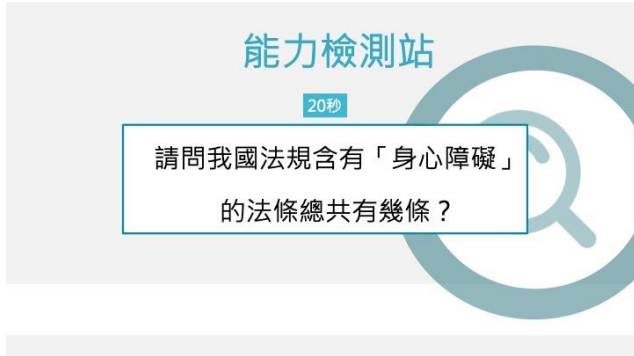 能力檢測站
20秒
請問我國法規含有「身心障礙」
的法條總共有幾條？